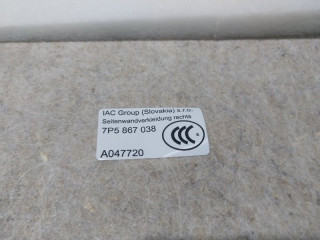 IAC Group (Slovakia) s.r.o.
Seitenwandverkleidung rechts
7P5 867 038
CCC
A047720